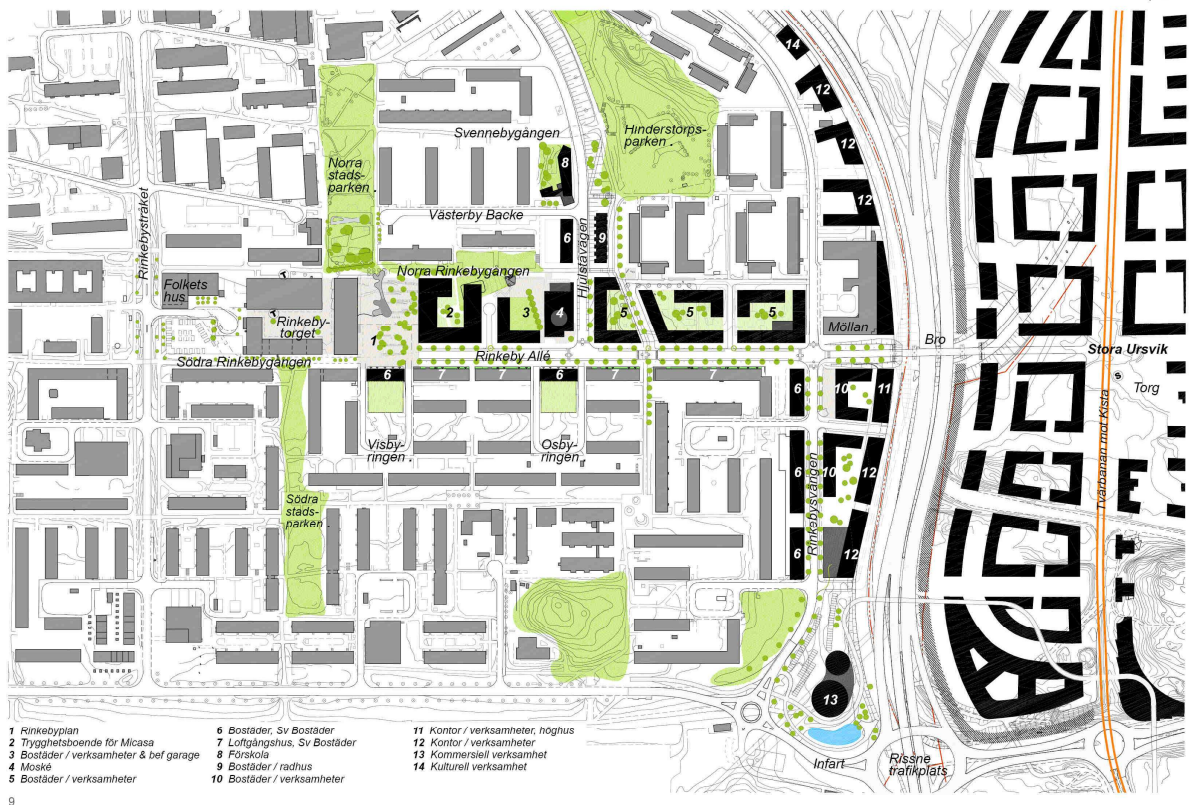 14
12
Svennebygången
Hinderstorps-
parken
12
8
Norra
stads-
parken
Rinkebystråket
Västerby Backe
12
6
9
Hjulstavägen
Norra Rinkebygången
Folkets
hus
T
T
Rinkeby-
torget
1
2
3
4
5
5
5
Möllan
Bro
Rinkeby Allé
Södra Rinkebygången
Stora Ursvik
S
Torg
6
7
7
6
7
7
6
10
11
Tvärbanan mot Kista
Visby-
ringen
Osby-
ringen
6
10
12
Södra
stads-
parken
Rinkebysvängen
6
12
13
Infart
Rissne
trafikplats
1 Rinkebyplan
2 Trygghetsboende för Micasa
3 Bostäder / verksamheter & bef garage
4 Moské
5 Bostäder / verksamheter
6 Bostäder, Sv Bostäder
7 Loftgångshus, Sv Bostäder
8 Förskola
9 Bostäder / radhus
10 Bostäder / verksamheter
11 Kontor / verksamheter, höghus
12 Kontor / verksamheter
13 Kommersiell verksamhet
14 Kulturell verkamhet
9